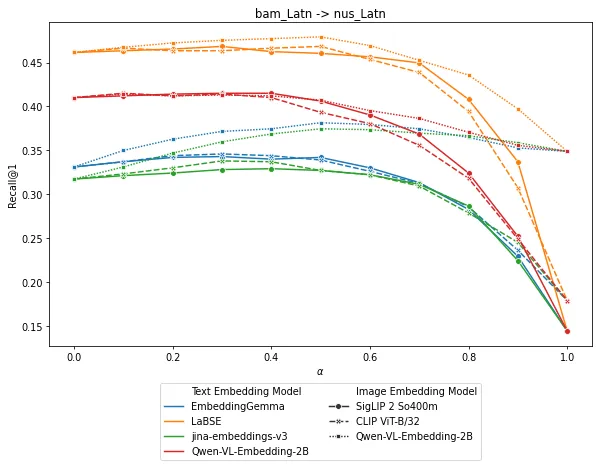 bam_Latn -> nus_Latn
Recall@1
0.45
0.40
0.35
0.30
0.25
0.20
0.15
0.0 0.2 0.4 0.6 0.8 1.0
α
Text Embedding Model Image Embedding Model
EmbeddingGemma SigLIP 2 So400m
LaBSE CLIP ViT-B/32
jina-embeddings-v3 Qwen-VL-Embedding-2B
Qwen-VL-Embedding-2B